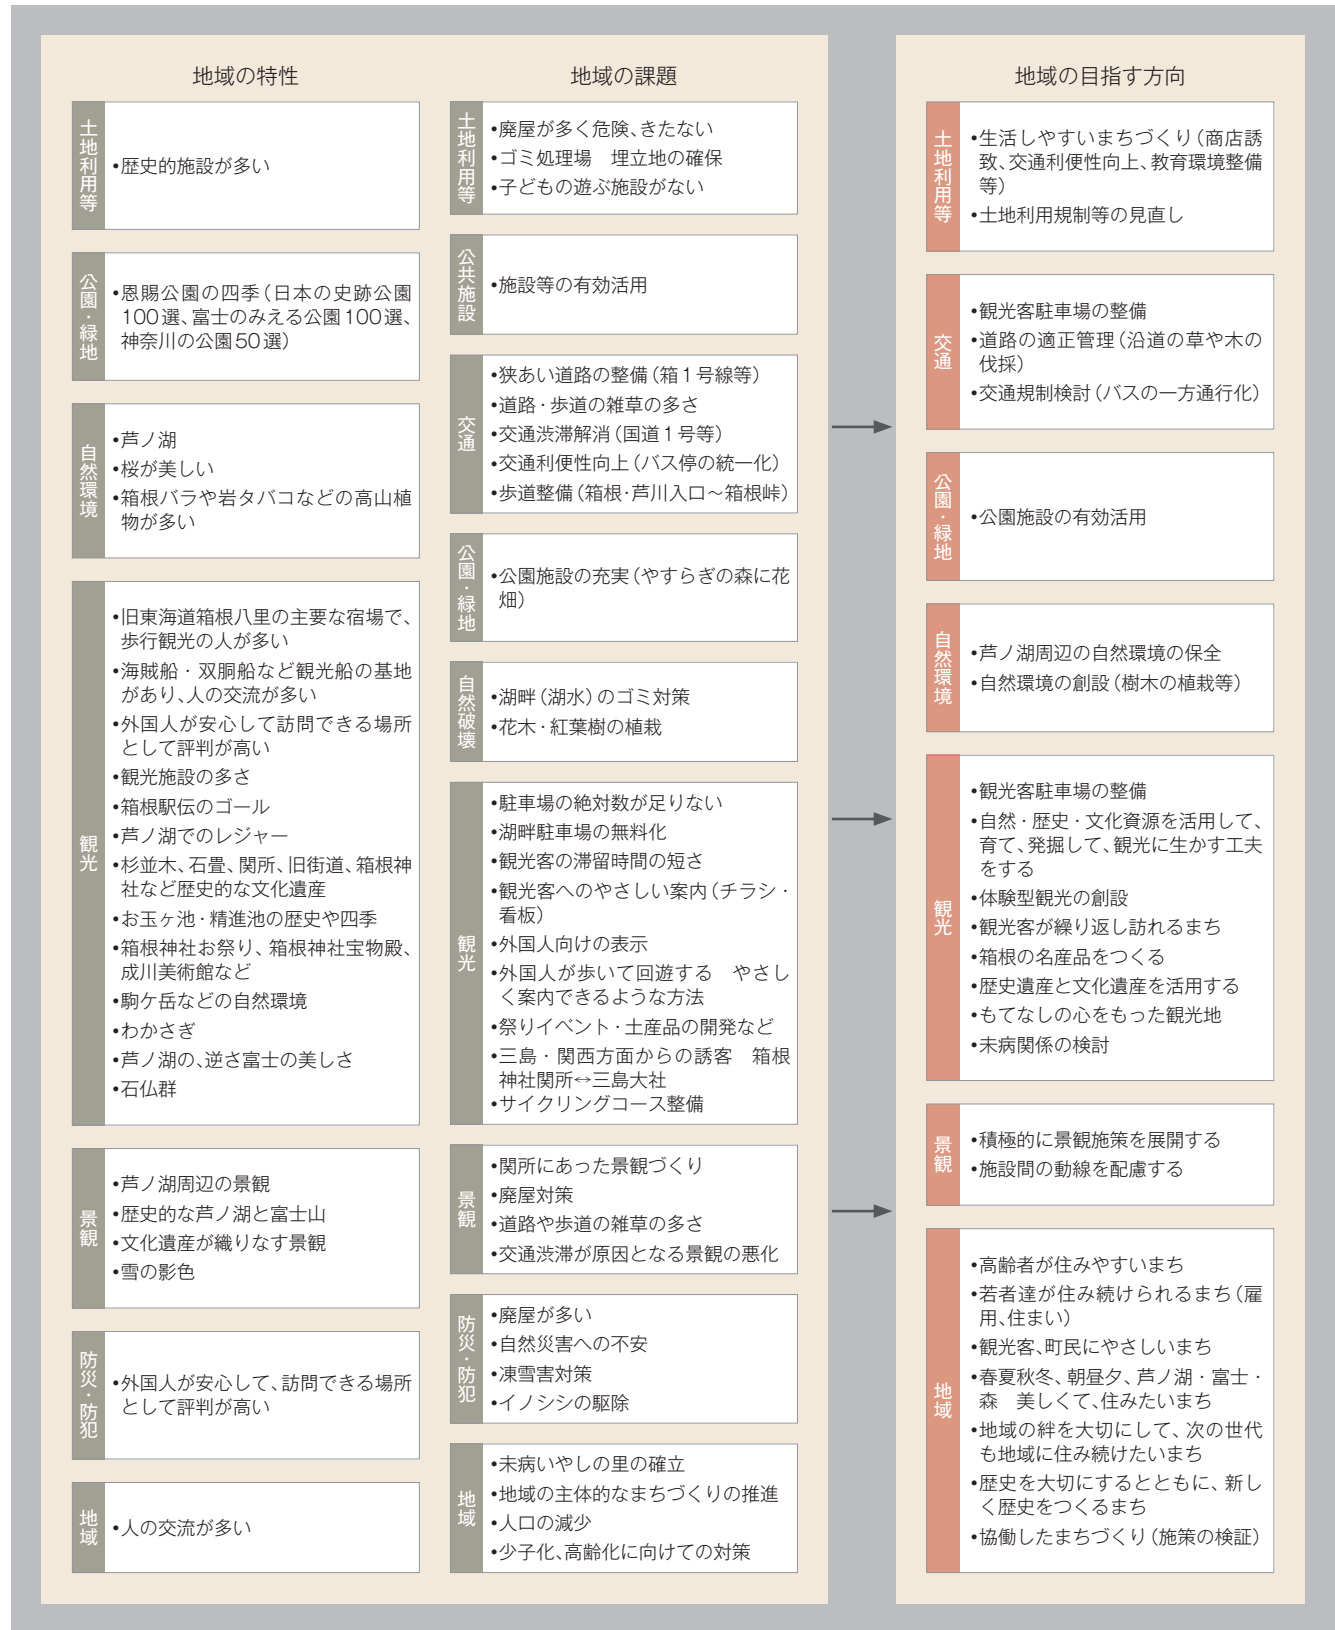 地域の特性
土地利用等
•歴史的施設が多い
公園・緑地
•恩賜公園の四季（日本の史跡公園
100選、富士のみえる公園100選、
神奈川の公園50選）
自然環境
•芦ノ湖
•桜が美しい
•箱根バラや岩タバコなどの高山植
物が多い
観光
•旧東海道箱根八里の主要な宿場で、
歩行観光の人が多い
•海賊船・双胴船など観光船の基地
があり、人の交流が多い
•外国人が安心して訪問できる場所
として評判が高い
•観光施設の多さ
•箱根駅伝のゴール
•芦ノ湖でのレジャー
•杉並木、石畳、関所、旧街道、箱根神
社など歴史的な文化遺産
•お玉ヶ池・精進池の歴史や四季
•箱根神社お祭り、箱根神社宝物殿、
成川美術館など
•駒ケ岳などの自然環境
•わかさぎ
•芦ノ湖の、逆さ富士の美しさ
•石仏群
景観
•芦ノ湖周辺の景観
•歴史的な芦ノ湖と富士山
•文化遺産が織りなす景観
•雪の影色
防災・防犯
•外国人が安心して、訪問できる場所
として評判が高い
地域
•人の交流が多い
地域の課題
土地利用等
•廃屋が多く危険、きたない
•ゴミ処理場　埋立地の確保
•子どもの遊ぶ施設がない
公共施設
•施設等の有効活用
交通
•狭あい道路の整備（箱1号線等）
•道路・歩道の雑草の多さ
•交通渋滞解消（国道1号等）
•交通利便性向上（バス停の統一化）
•歩道整備（箱根・芦川入口～箱根峠）
公園・緑地
•公園施設の充実（やすらぎの森に花
畑）
自然破壊
•湖畔（湖水）のゴミ対策
•花木・紅葉樹の植栽
観光
•駐車場の絶対数が足りない
•湖畔駐車場の無料化
•観光客の滞留時間の短さ
•観光客へのやさしい案内（チラシ・
看板）
•外国人向けの表示
•外国人が歩いて回遊する　やさし
く案内できるような方法
•祭りイベント・土産品の開発など
•三島・関西方面からの誘客　箱根
神社関所↔三島大社
•サイクリングコース整備
景観
•関所にあった景観づくり
•廃屋対策
•道路や歩道の雑草の多さ
•交通渋滞が原因となる景観の悪化
防災・防犯
•廃屋が多い
•自然災害への不安
•凍雪害対策
•イノシシの駆除
地域
•未病いやしの里の確立
•地域の主体的なまちづくりの推進
•人口の減少
•少子化、高齢化に向けての対策
地域の目指す方向
土地利用等
•生活しやすいまちづくり（商店誘
致、交通利便性向上、教育環境整備
等）
•土地利用規制等の見直し
交通
•観光客駐車場の整備
•道路の適正管理（沿道の草や木の
伐採）
•交通規制検討（バスの一方通行化）
公園・緑地
•公園施設の有効活用
自然環境
•芦ノ湖周辺の自然環境の保全
•自然環境の創設（樹木の植栽等）
観光
•観光客駐車場の整備
•自然・歴史・文化資源を活用して、
育て、発掘して、観光に生かす工夫
をする
•体験型観光の創設
•観光客が繰り返し訪れるまち
•箱根の名産品をつくる
•歴史遺産と文化遺産を活用する
•もてなしの心をもった観光地
•未病関係の検討
景観
•積極的に景観施策を展開する
•施設間の動線を配慮する
地域
•高齢者が住みやすいまち
•若者達が住み続けられるまち（雇
用、住まい）
•観光客、町民にやさしいまち
•春夏秋冬、朝昼夕、芦ノ湖・富士・
森　美しくて、住みたいまち
•地域の絆を大切にして、次の世代
も地域に住み続けたいまち
•歴史を大切にするとともに、新し
く歴史をつくるまち
•協働したまちづくり（施策の検証）